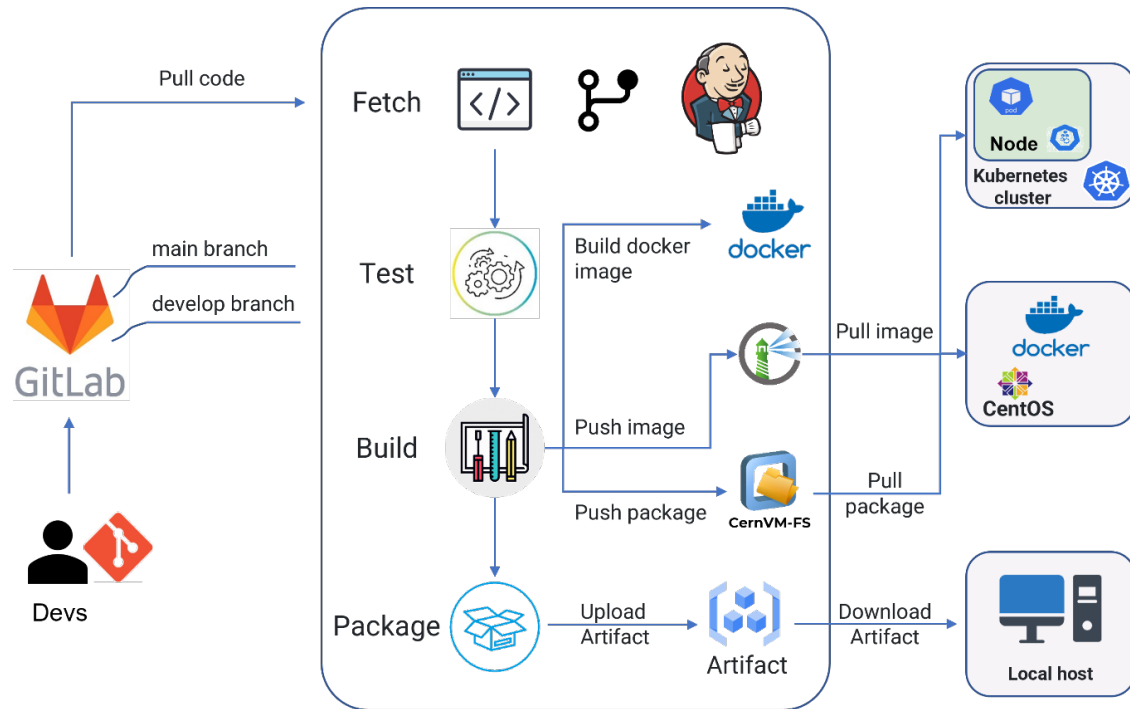 Pull code
Fetch
</>
pod
Node
Kubernetes
cluster
main branch
develop branch
GitLab
Test
Build docker
image
docker
Pull image
docker
CentOS
Build
Push image
Push package
CernVM-FS
Pull
package
Devs
Package
Upload
Artifact
Artifact
Download
Artifact
Local host